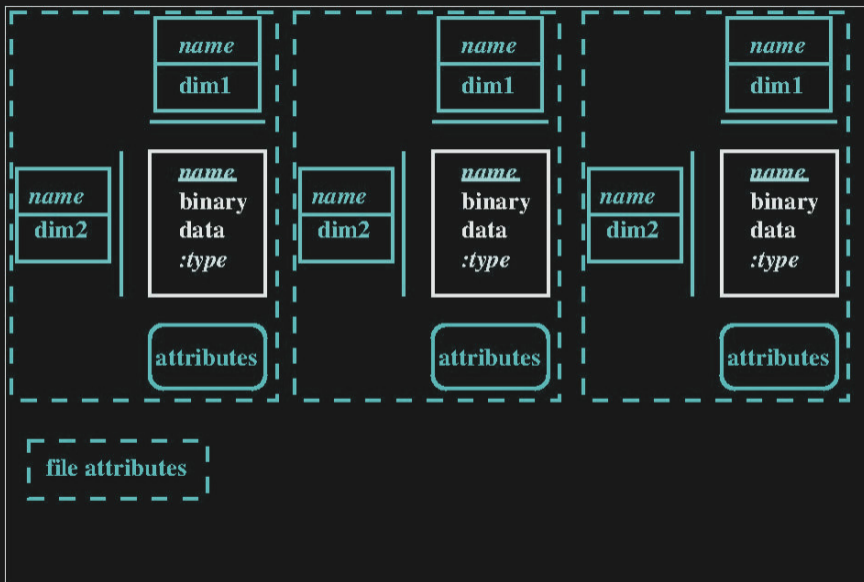 name
dim1
name
dim2
name
binary
data
:type
attributes
name
dim1
name
dim2
name
binary
data
:type
attributes
name
dim1
name
dim2
name
binary
data
:type
attributes
file attributes